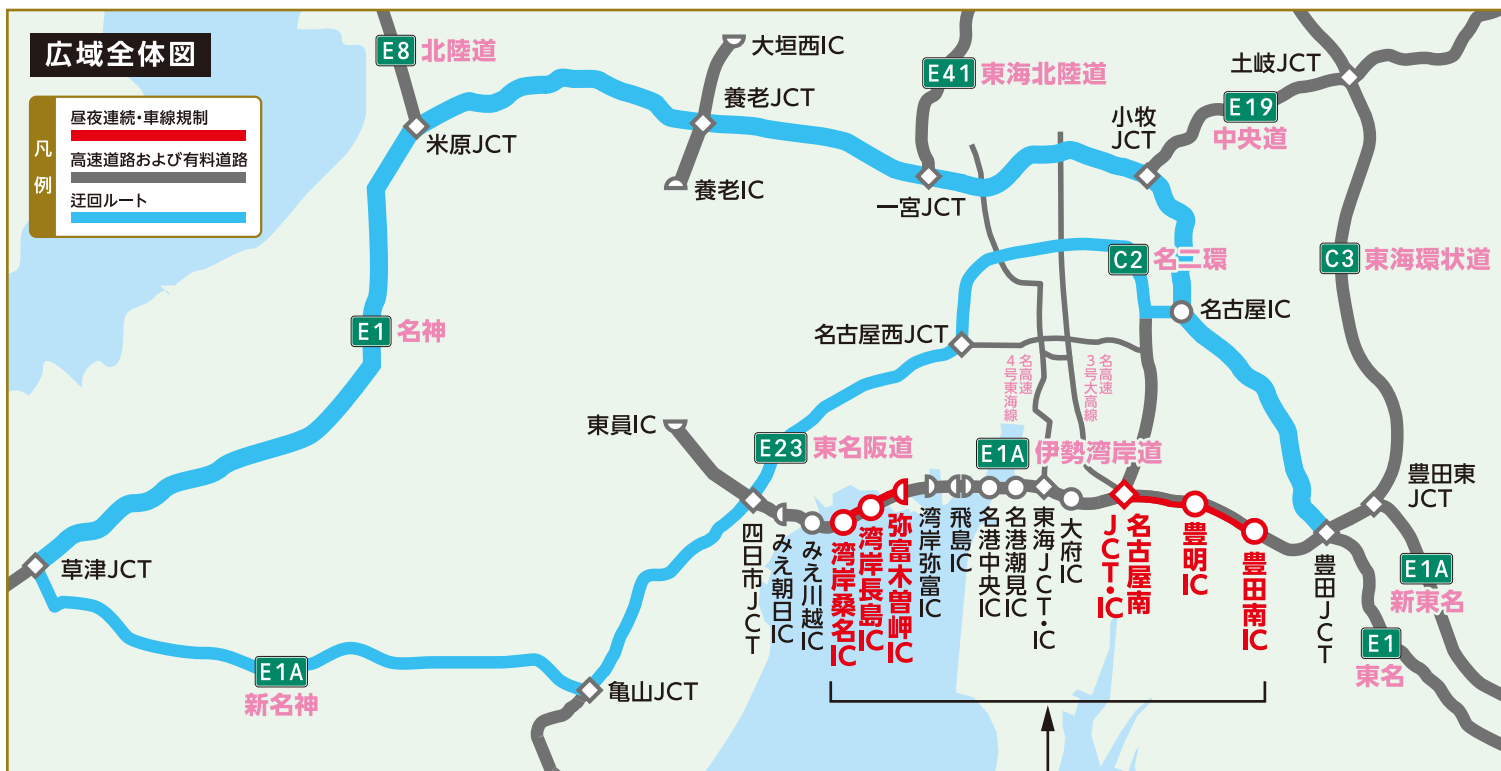 広域全体図
凡例
昼夜連続・車線規制
高速道路および有料道路
迂回ルート
E8 北陸道
大垣西IC
養老JCT
米原JCT
養老IC
E41 東海北陸道
土岐JCT
小牧
JCT
E19
中央道
一宮JCT
C2 名二環
C3 東海環状道
E1 名神
名古屋IC
名古屋西JCT
名高速
4号東海線
名高速
3号大高線
東員IC
E23 東名阪道
E1A 伊勢湾岸道
豊田東
JCT
四日市JCT
みえ朝日IC
みえ川越IC
湾岸桑名IC
湾岸長島IC
弥富木曽岬IC
湾岸弥富IC
飛島IC
名港中央IC
名港潮見IC
東海JCT・IC
大府IC
名古屋南
JCT・IC
豊明IC
豊田南IC
豊田JCT
E1A
新東名
E1
東名
草津JCT
E1A
新名神
亀山JCT